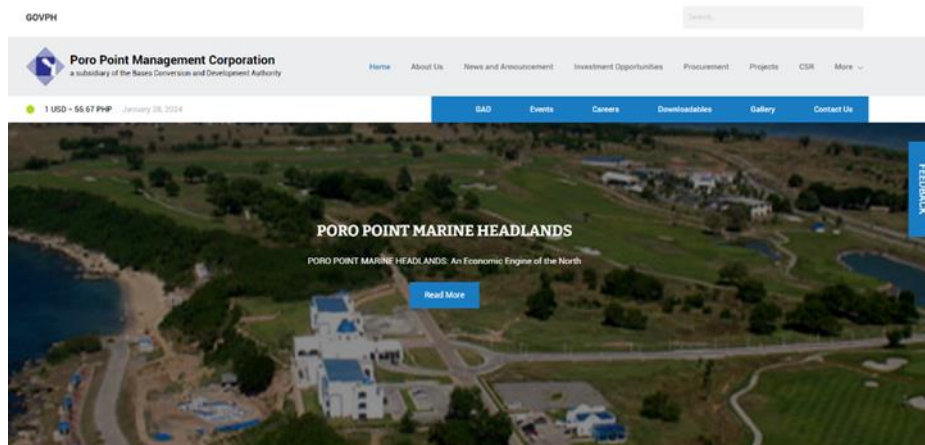 GOVPH
Search...
Poro Point Management Corporation
a subsidiary of the Bases Conversion and Development Authority
Home About Us News and Announcement Investment Opportunities Procurement Projects CSR More
1 USD = 55.67 PHP January 28, 2024
GAD Events Careers Downloadables Gallery Contact Us
FEEDBACK
PORO POINT MARINE HEADLANDS
PORO POINT MARINE HEADLANDS: An Economic Engine of the North
Read More